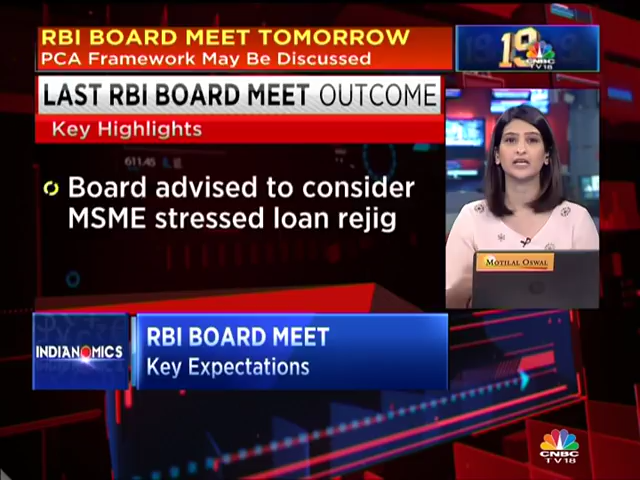 RBI BOARD MEET TOMORROW
PCA Framework May Be Discussed
19
CNBC
TV18
LAST RBI BOARD MEET OUTCOME
Key Highlights
611.45
Board advised to consider
MSME stressed loan rejig
MOTILAL OSWAL
INDIANOMICS
RBI BOARD MEET
Key Expectations
CNBC
TV18